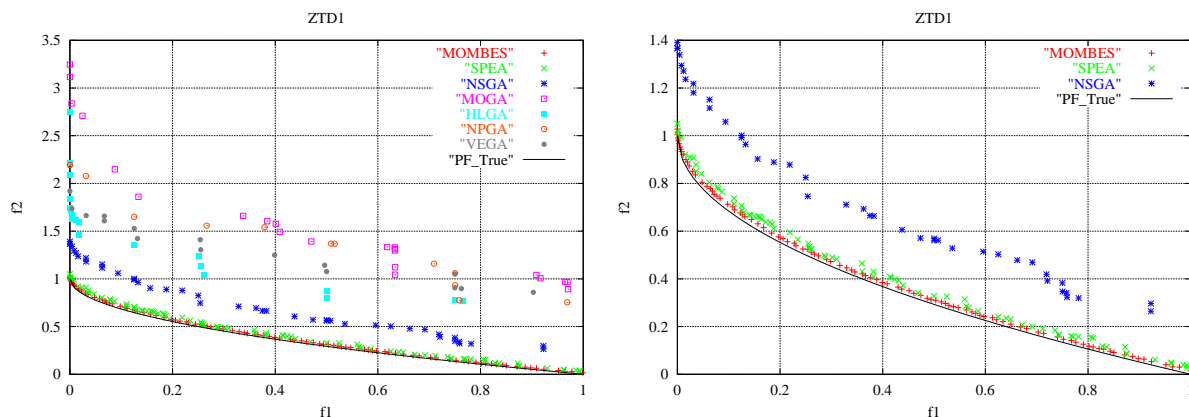 ZTD1
3.5
3
2.5
2
1.5
1
0.5
0
f2
0
0.2
0.4
0.6
0.8
1
f1
"MOMBES"
"SPEA"
"NSGA"
"MOGA"
"HLGA"
"NPGA"
"VEGA"
"PF_True"
ZTD1
1.4
1.2
1
0.8
0.6
0.4
0.2
0
f2
0
0.2
0.4
0.6
0.8
1
f1
"MOMBES"
"SPEA"
"NSGA"
"PF_True"